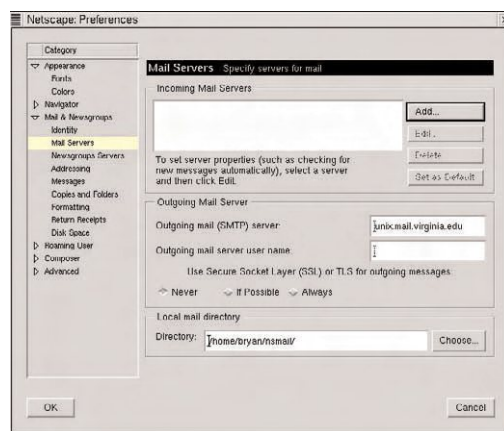 Netscape: Preferences
Category
Appearance
Fonts
Colors
Navigator
Mail & Newsgroups
Identity
Mail Servers
Newsgroups Servers
Addressing
Messages
Copies and Folders
Formatting
Return Receipts
Disk Space
Roaming User
Composer
Advanced
Mail Servers Specify servers for mail
Incoming Mail Servers
Add...
Edit...
Delete
Set as Default
To set server properties (such as checking for
new messages automatically), select a server
and then click Edit.
Outgoing Mail Server
Outgoing mail (SMTP) server: unix.mail.virginia.edu
Outgoing mail server user name:
Use Secure Socket Layer (SSL) or TLS for outgoing messages:
Never If Possible Always
Local mail directory
Directory: /home/bryan/nsmail/ Choose...
OK Cancel